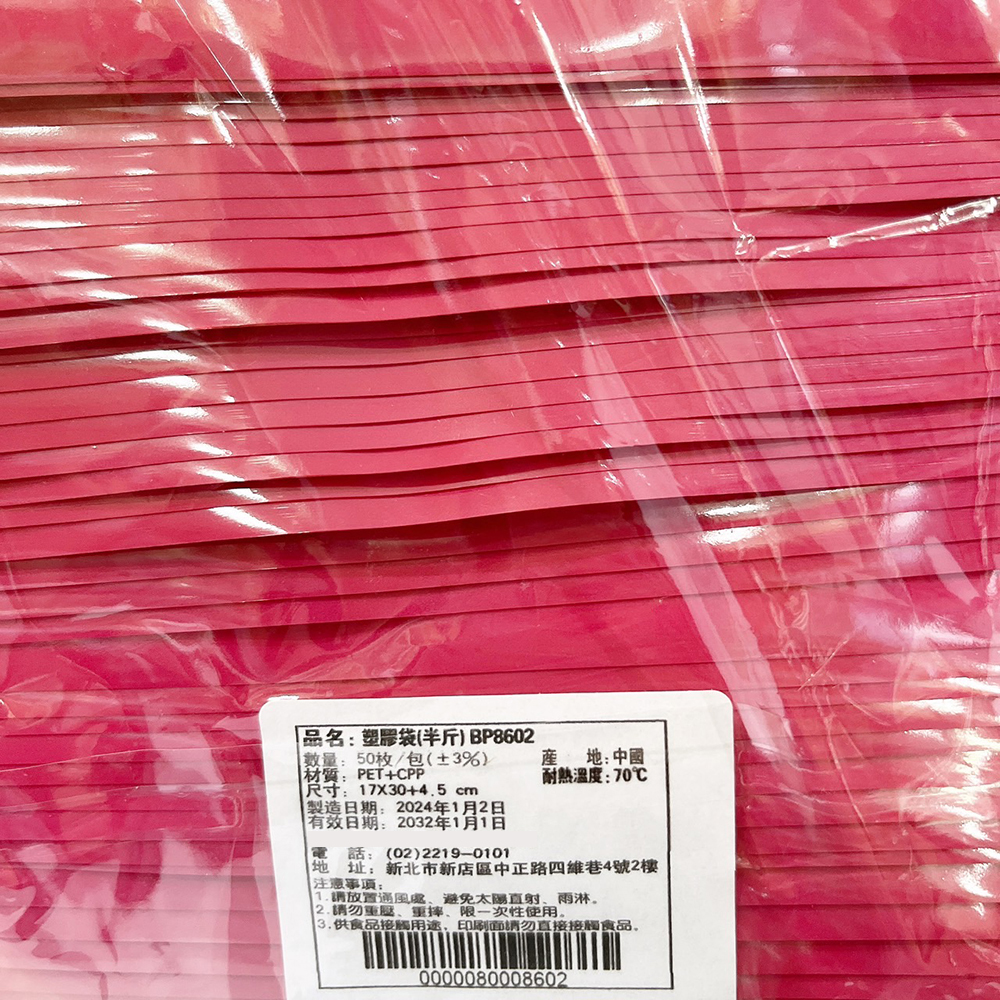 品名：塑膠袋(半斤) BP8602
數量：50枚/包(±3%) 產 地：中國
材質：PET+CPP 耐熱溫度：70℃
尺寸：17X30+4.5 cm
製造日期：2024年1月2日
有效日期：2032年1月1日
電 話：(02)2219-0101
地 址：新北市新店區中正路四維巷4號2樓
注意事項：
1.請放置通風處、避免太陽直射、雨淋。
2.請勿重壓、重摔、限一次性使用。
3.供食品接觸用途，印刷面請勿直接接觸食品。
0000080008602